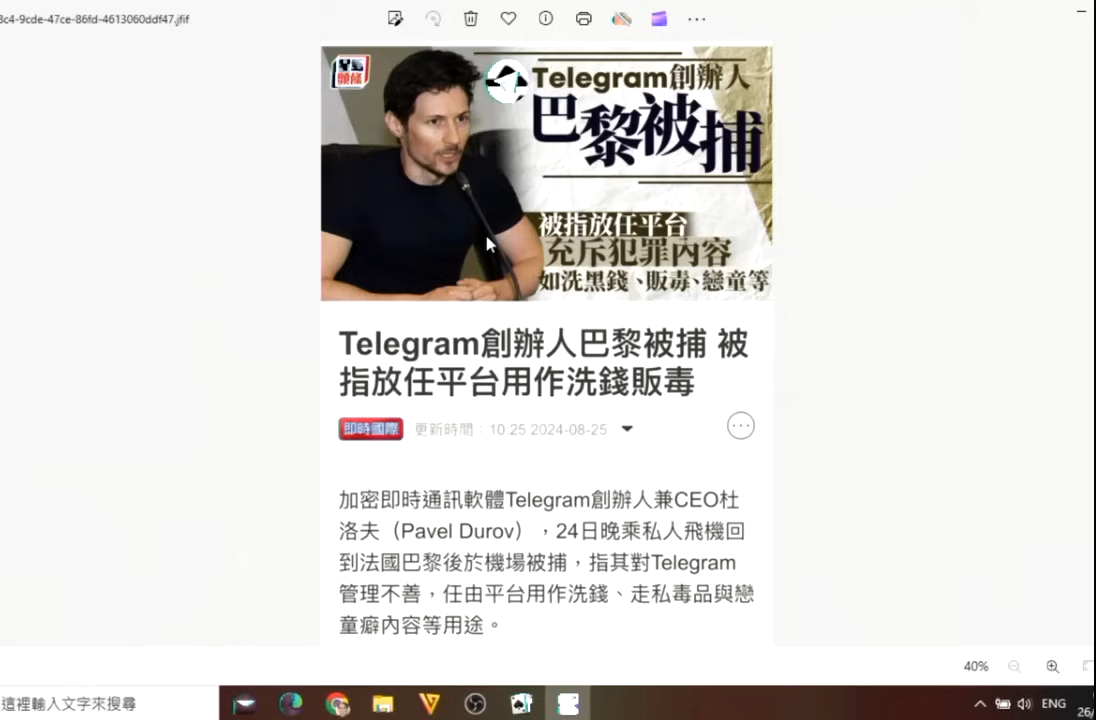 3c4-9cde-47ce-86fd-4613060ddf47.jfif
頭條
Telegram創辦人
巴黎被捕
被指放任平台
充斥犯罪內容
如洗黑錢、販毒、戀童等
Telegram創辦人巴黎被捕 被
指放任平台用作洗錢販毒
即時國際 更新時間：10:25 2024-08-25
加密即時通訊軟體Telegram創辦人兼CEO杜
洛夫（Pavel Durov），24日晚乘私人飛機回
到法國巴黎後於機場被捕，指其對Telegram
管理不善，任由平台用作洗錢、走私毒品與戀
童癖內容等用途。
40%
這裡輸入文字來搜尋
ENG
26/